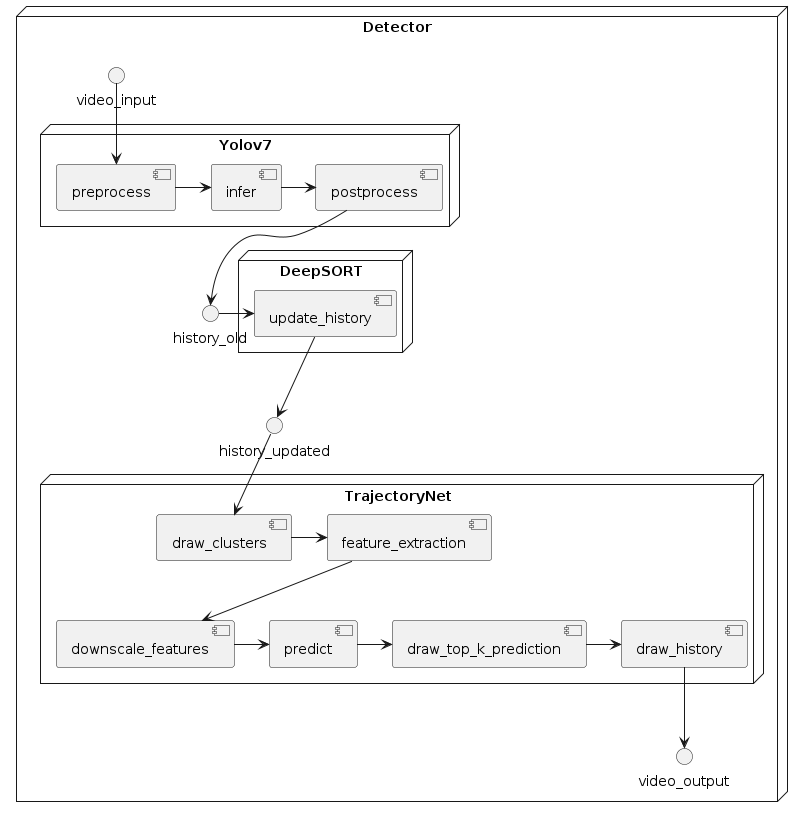 Detector
video_input
Yolov7
preprocess
infer
postprocess
DeepSORT
update_history
history_old
history_updated
TrajectoryNet
draw_clusters
feature_extraction
downscale_features
predict
draw_top_k_prediction
draw_history
video_output